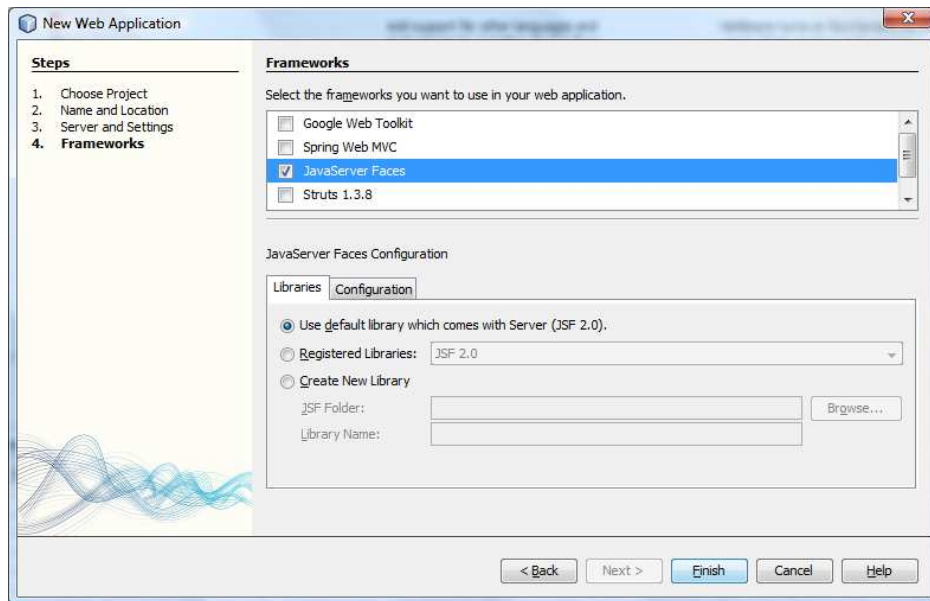 New Web Application
Steps
1. Choose Project
2. Name and Location
3. Server and Settings
4. Frameworks
Frameworks
Select the frameworks you want to use in your web application.
Google Web Toolkit
Spring Web MVC
JavaServer Faces
Struts 1.3.8
JavaServer Faces Configuration
Libraries Configuration
Use default library which comes with Server (JSF 2.0).
Registered Libraries: JSF 2.0
Create New Library
JSF Folder: Browse...
Library Name:
< Back Next > Finish Cancel Help